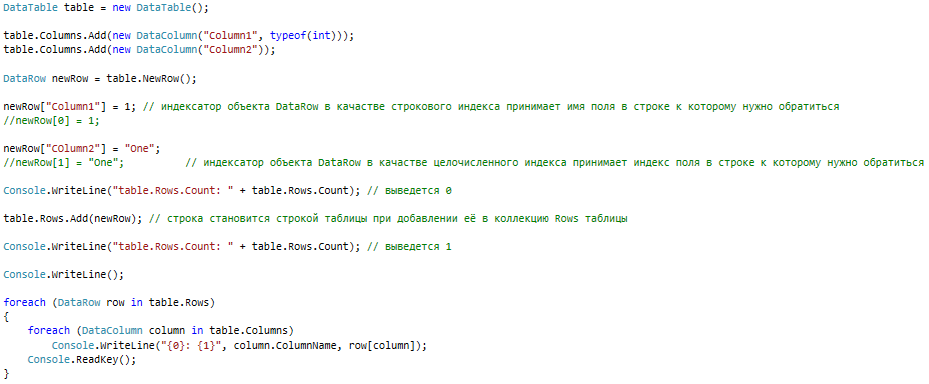 DataTable table = new DataTable();
table.Columns.Add(new DataColumn("Column1", typeof(int)));
table.Columns.Add(new DataColumn("Column2"));
DataRow newRow = table.NewRow();
newRow["Column1"] = 1; // индексатор объекта DataRow в качастве строкового индекса принимает имя поля в строке к которому нужно обратиться
//newRow[0] = 1;
newRow["COlumn2"] = "One";
//newRow[1] = "One"; // индексатор объекта DataRow в качастве целочисленного индекса принимает индекс поля в строке к которому нужно обратиться
Console.WriteLine("table.Rows.Count: " + table.Rows.Count); // выведется 0
table.Rows.Add(newRow); // строка становится строкой таблицы при добавлении её в коллекцию Rows таблицы
Console.WriteLine("table.Rows.Count: " + table.Rows.Count); // выведется 1
Console.WriteLine();
foreach (DataRow row in table.Rows)
{
foreach (DataColumn column in table.Columns)
Console.WriteLine("{0}: {1}", column.ColumnName, row[column]);
Console.ReadKey();
}